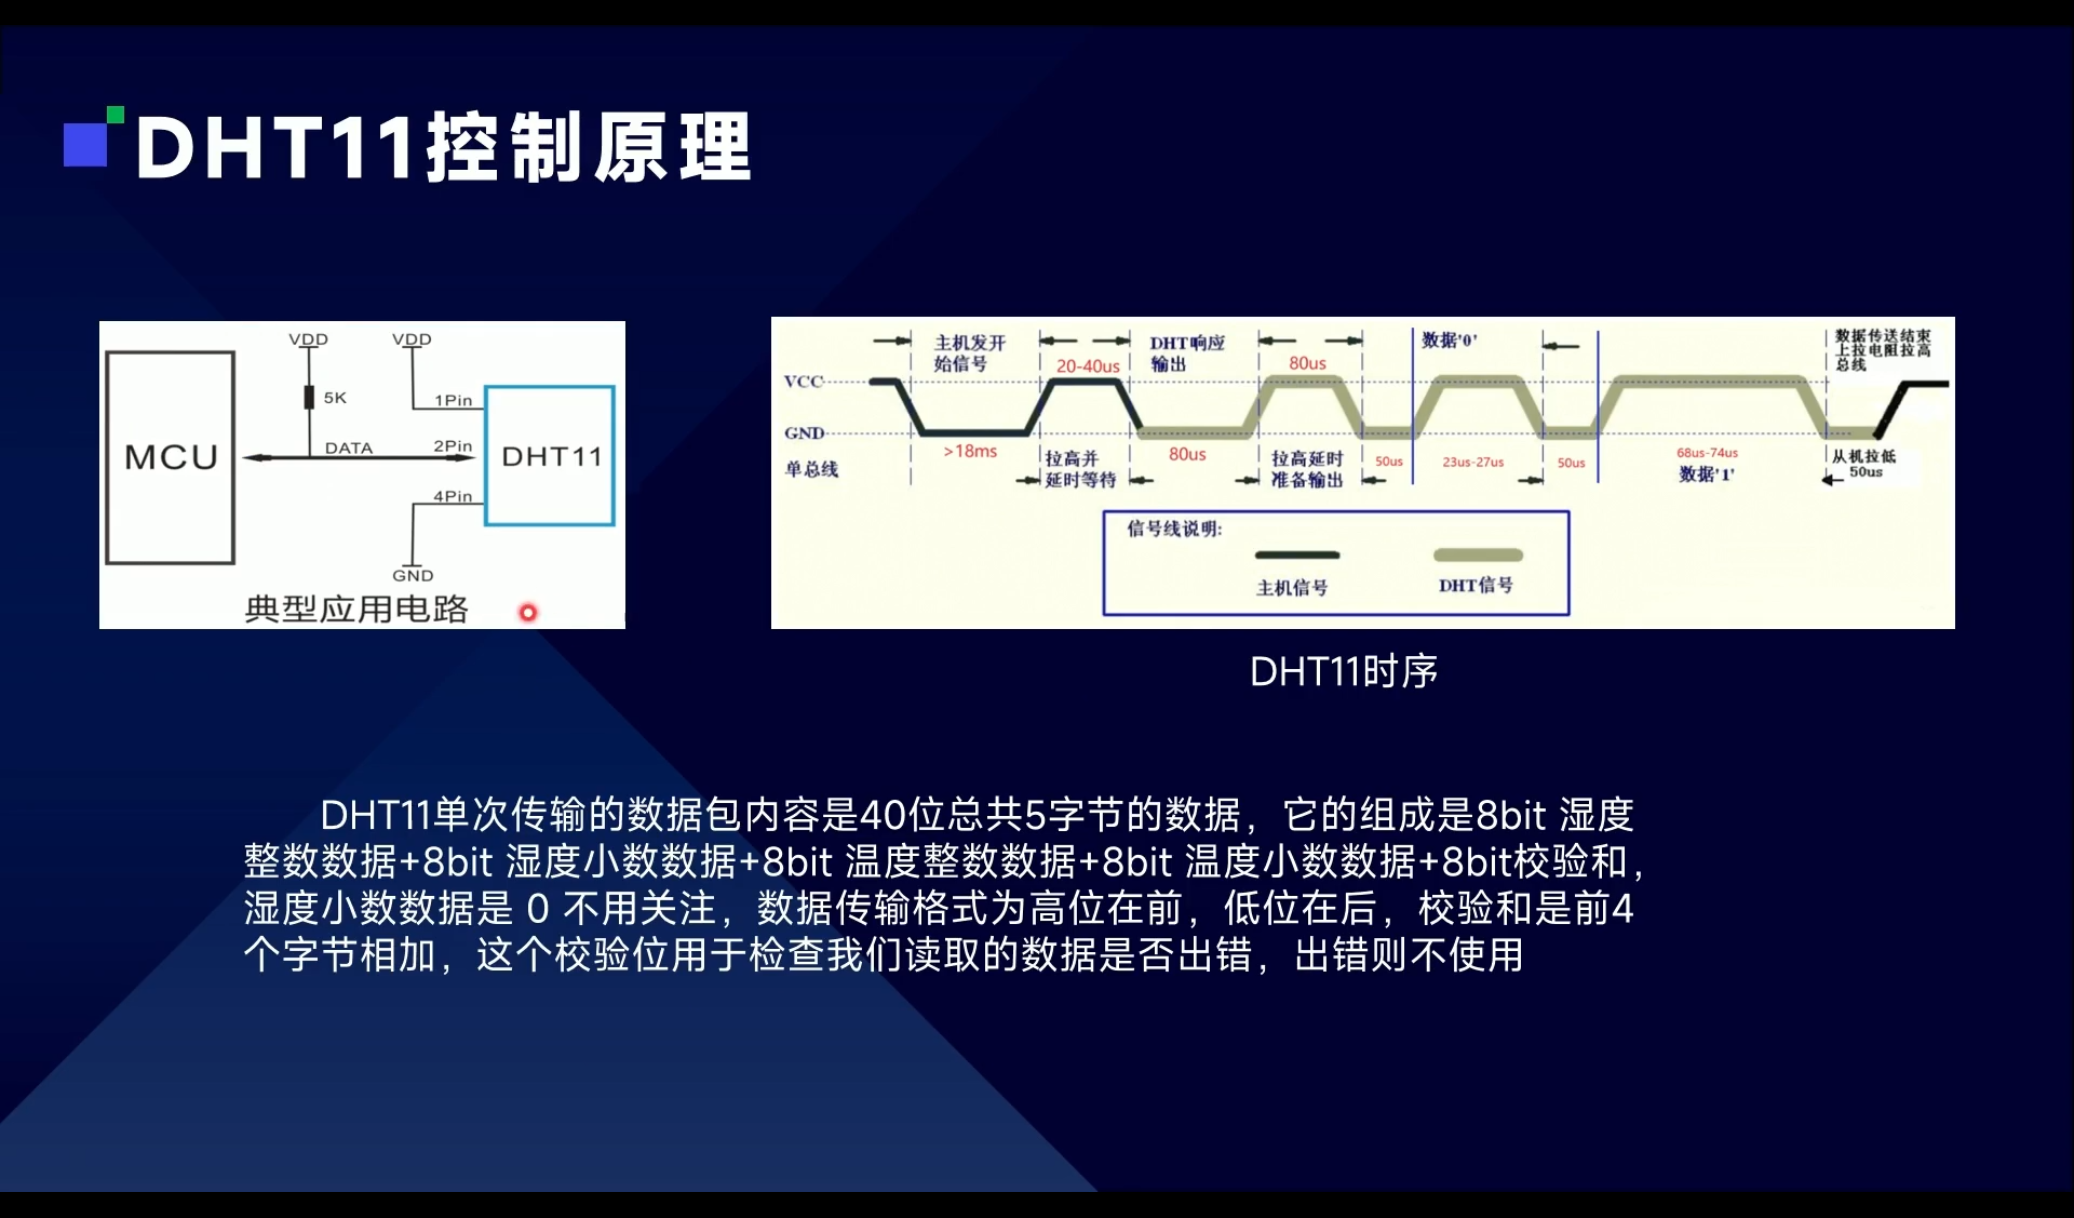 DHT11控制原理
VDD
VDD
5K
1Pin
MCU
DATA
2Pin
DHT11
4Pin
GND
典型应用电路
主机发开
始信号
20-40us
DHT响应
输出
80us
数据'0'
数据传送结束
上拉电阻拉高
总线
VCC
GND
单总线
>18ms
拉高并
延时等待
80us
拉高延时
准备输出
50us
23us-27us
50us
68us-74us
数据'1'
从机拉低
50us
信号线说明:
主机信号
DHT信号
DHT11时序
DHT11单次传输的数据包内容是40位总共5字节的数据，它的组成是8bit 湿度
整数数据+8bit 湿度小数数据+8bit 温度整数数据+8bit 温度小数数据+8bit校验和，
湿度小数数据是 0 不用关注，数据传输格式为高位在前，低位在后，校验和是前4
个字节相加，这个校验位用于检查我们读取的数据是否出错，出错则不使用